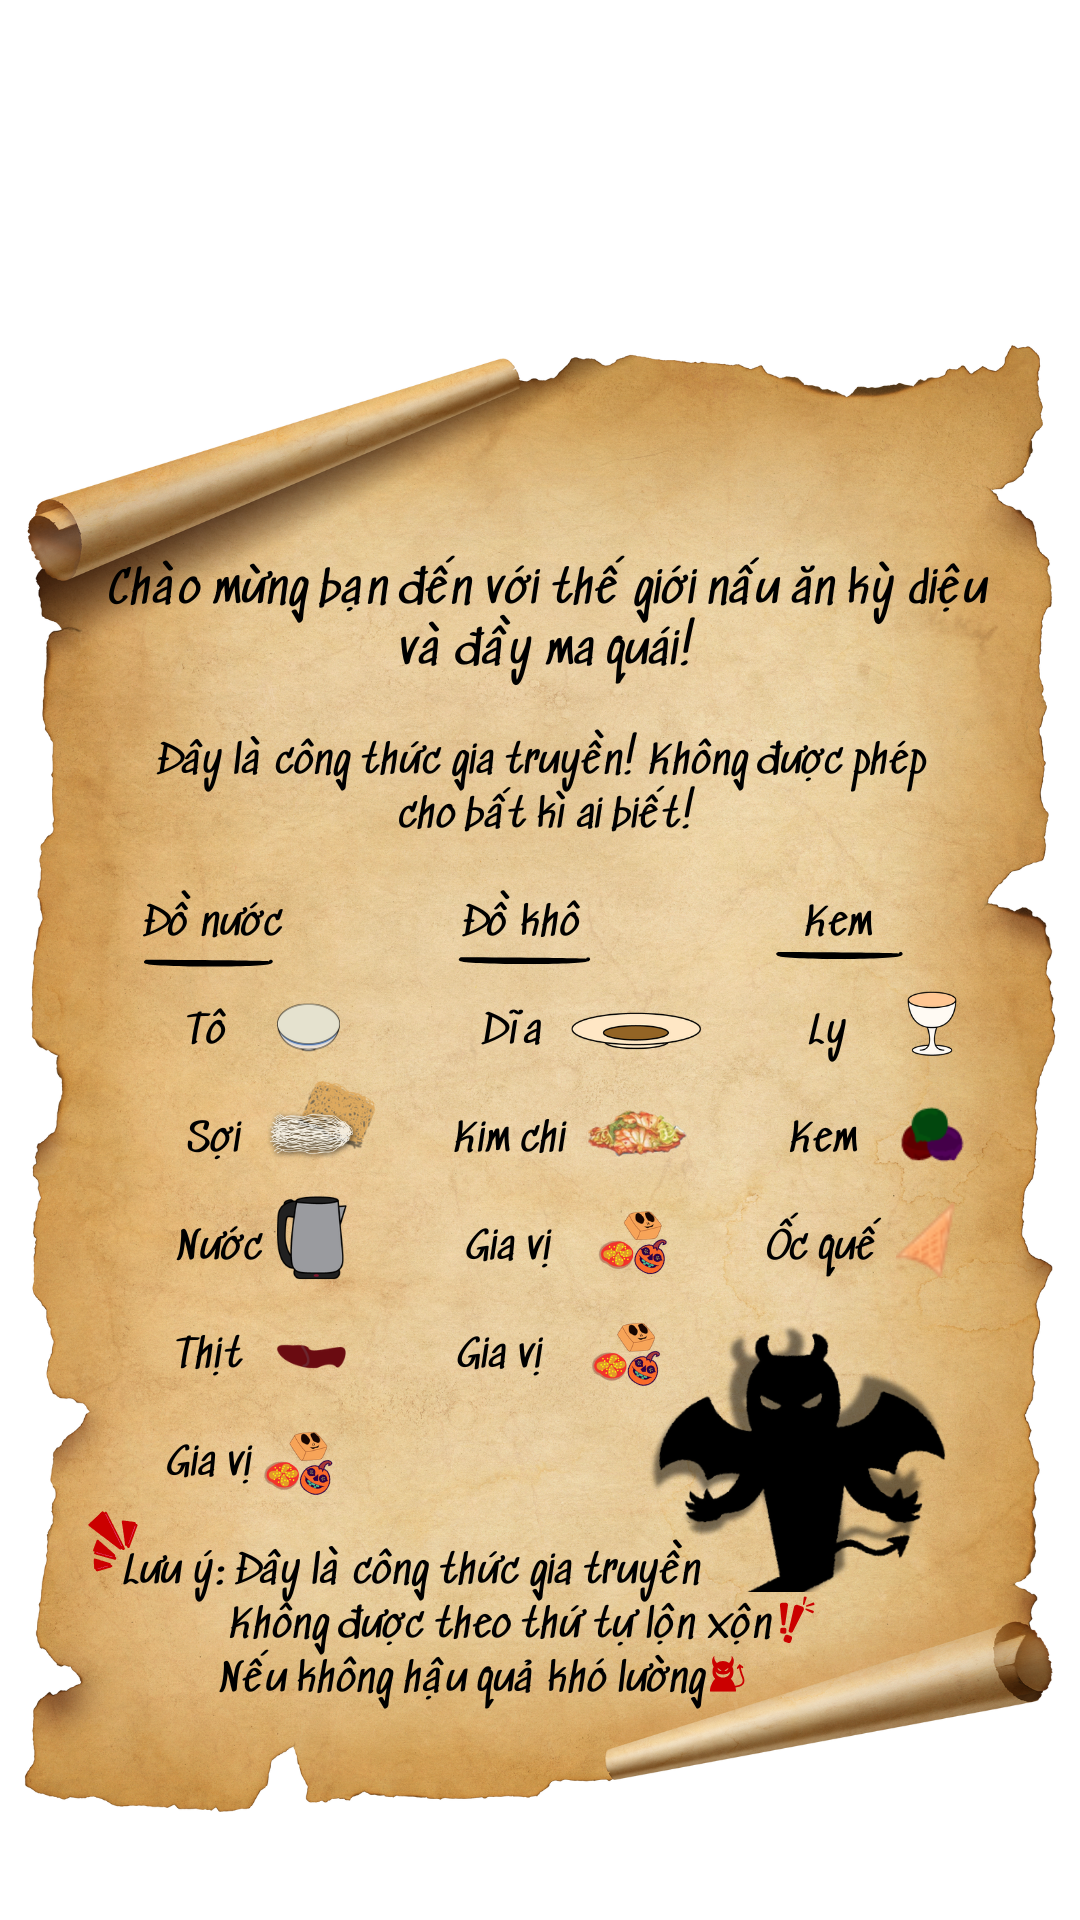 Chào mừng bạn đến với thế giới nấu ăn kỳ diệu
và đầy ma quái!
Đây là công thức gia truyền! Không được phép
cho bất kì ai biết!
Đồ nước
Tô
Sợi
Nước
Thịt
Gia vị
Đồ khô
Dĩa
Kim chi
Gia vị
Gia vị
Kem
Ly
Kem
Ốc quế
Lưu ý: Đây là công thức gia truyền
Không được theo thứ tự lộn xộn!!
Nếu không hậu quả khó lường